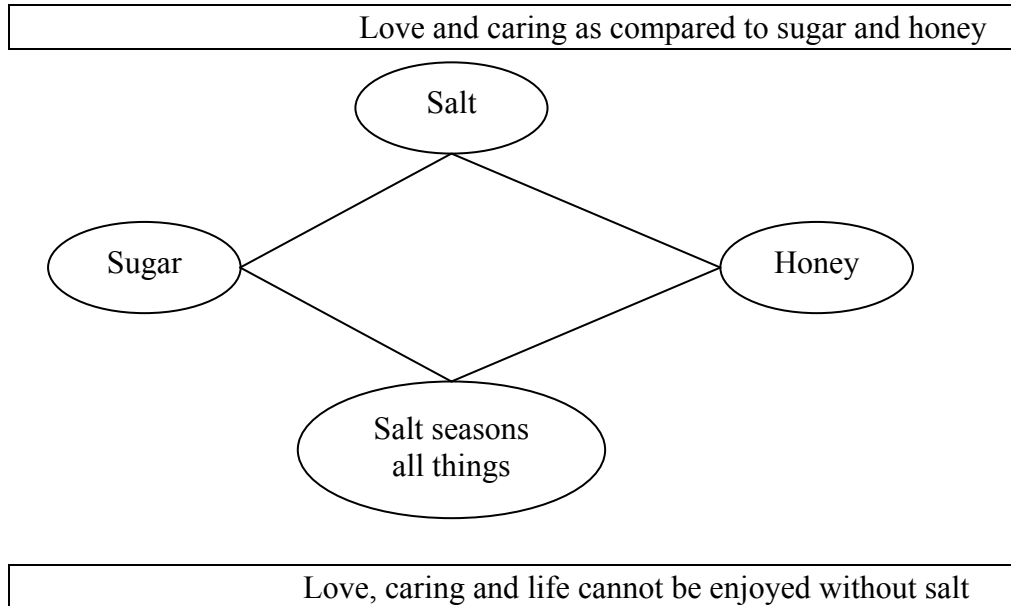 Love and caring as compared to sugar and honey
Salt
Sugar
Honey
Salt seasons
all things
Love, caring and life cannot be enjoyed without salt